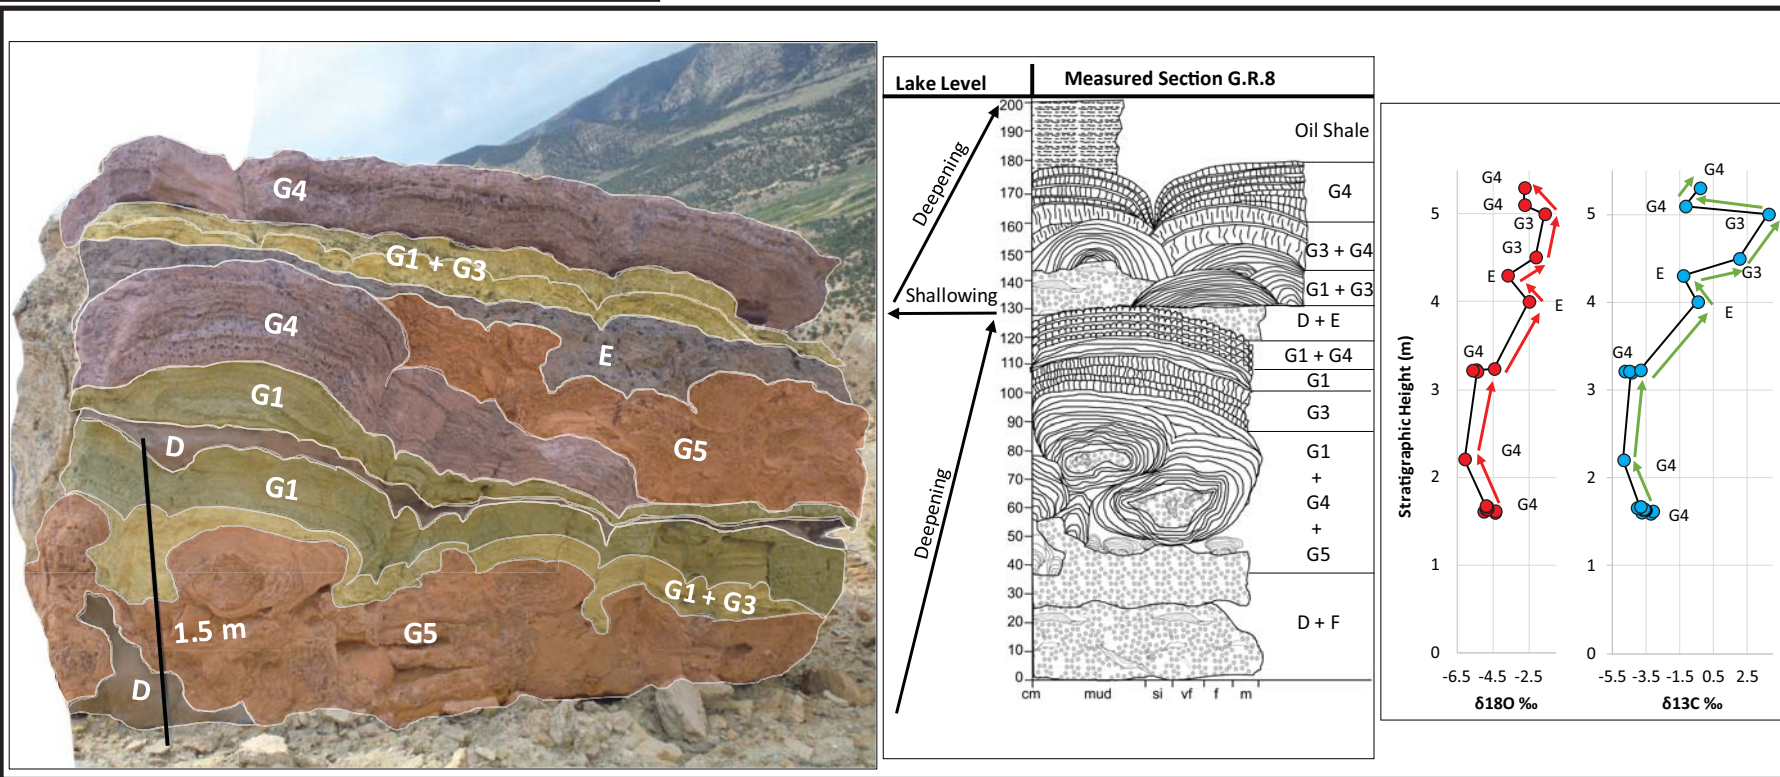 G4
G1 + G3
G4
E
G1
D
G5
G1
G1 + G3
1.5 m
G5
D
Lake Level
Measured Section G.R.8
Deepening
Shallowing
Deepening
200
190
180
170
160
150
140
130
120
110
100
90
80
70
60
50
40
30
20
10
0
cm mud si vf f m
Oil Shale
G4
G3 + G4
G1 + G3
D + E
G1 + G4
G1
G3
G1
+
G4
+
G5
D + F
Stratigraphic Height (m)
5
4
3
2
1
0
G4
G4
G3
G3
E
E
G4
G4
G4
-6.5 -4.5 -2.5
δ18O ‰
5
4
3
2
1
0
G4
G4
G3
G3
E
E
G4
G4
G4
-5.5 -3.5 -1.5 0.5 2.5
δ13C ‰